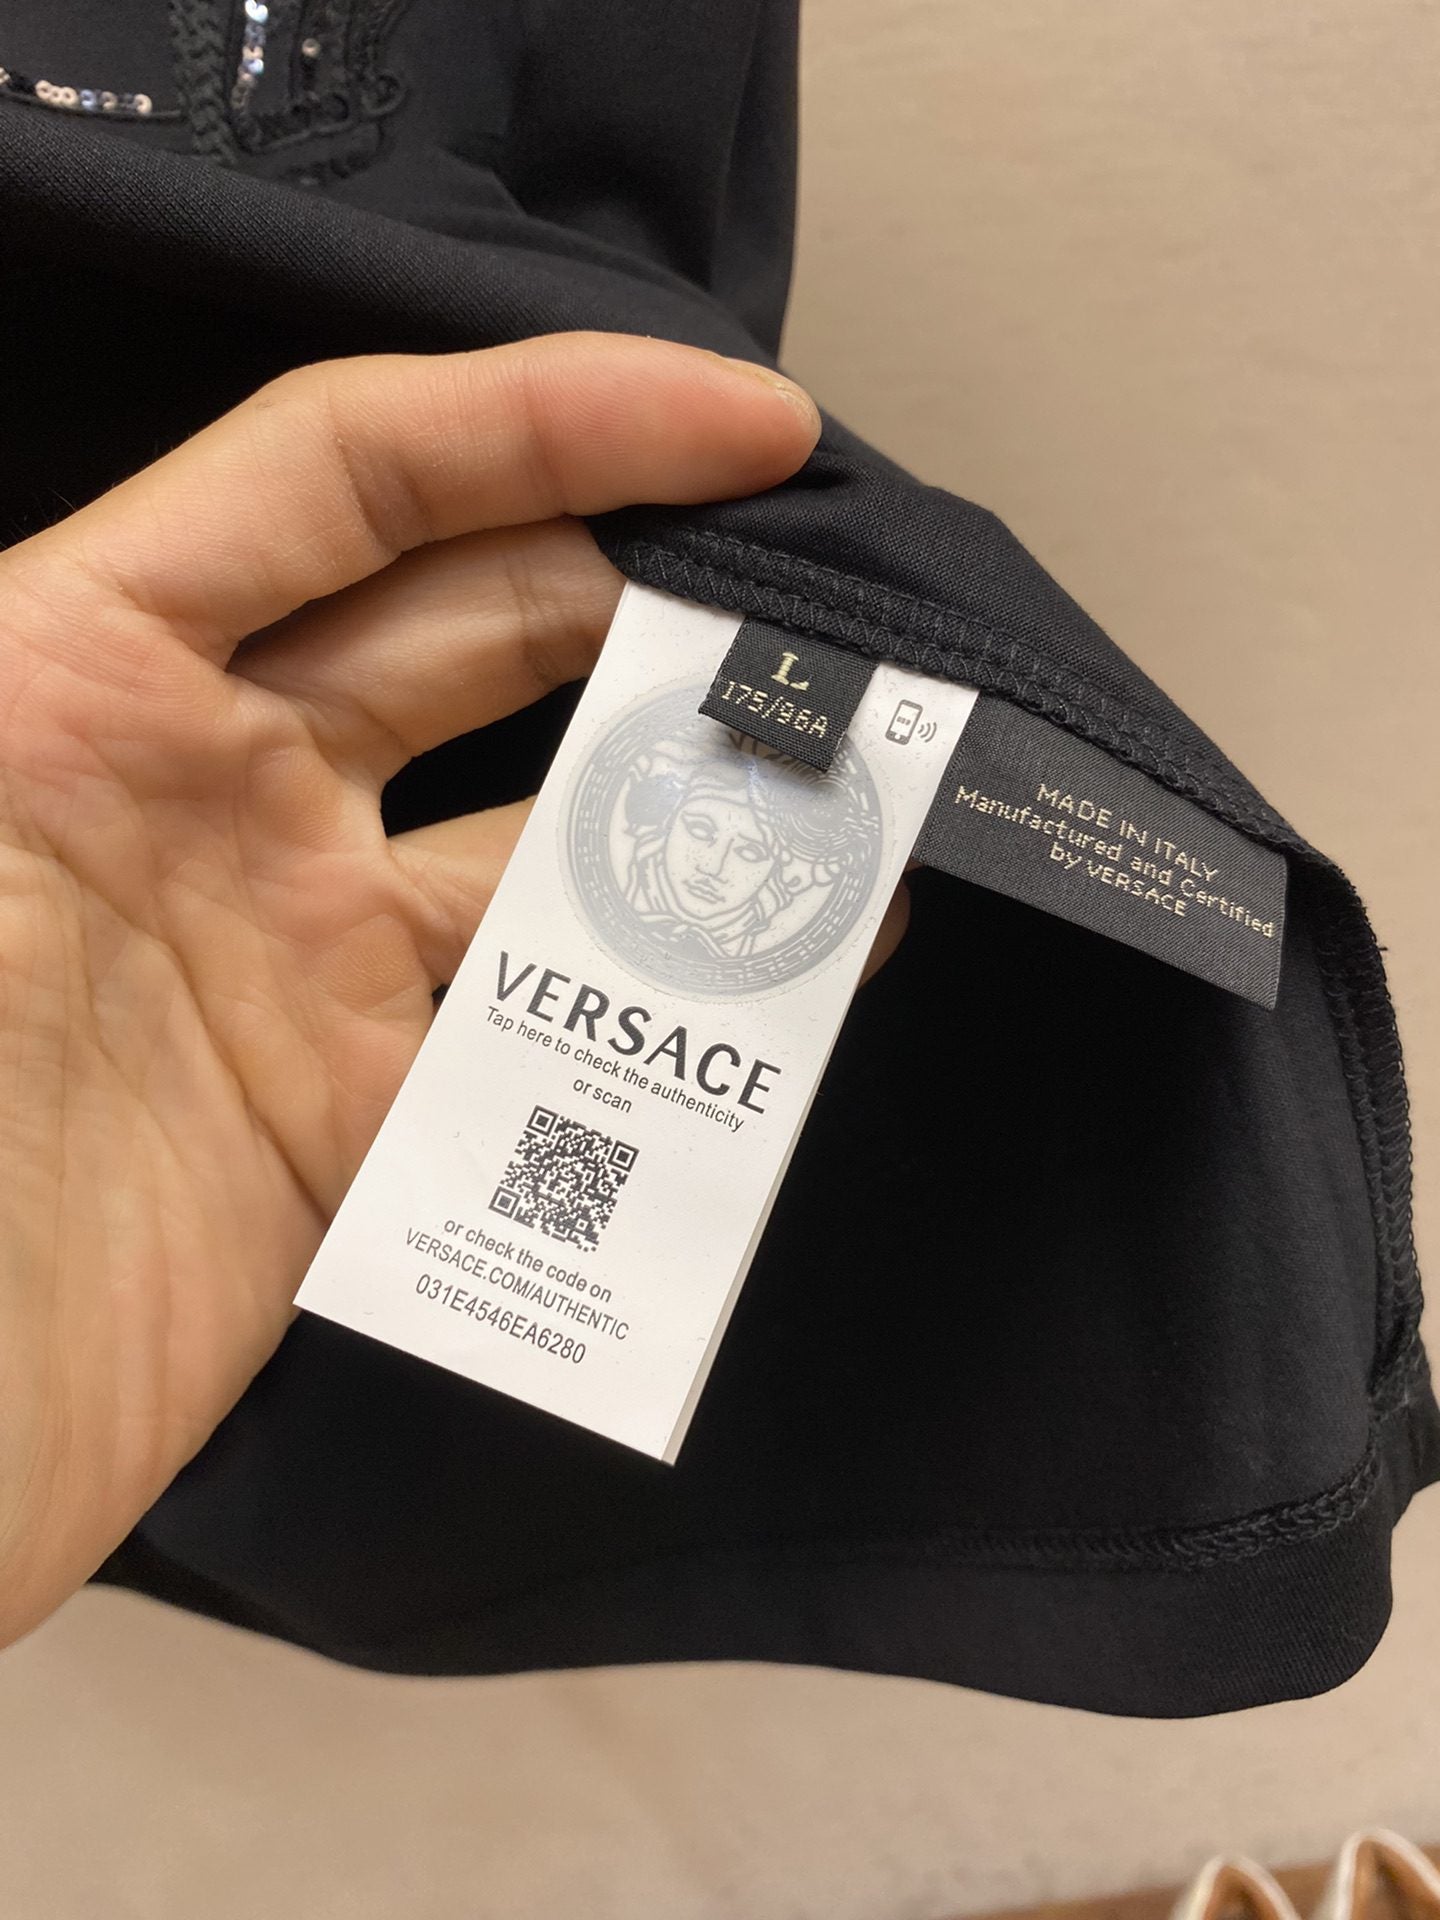 L
175/96A
MADE IN ITALY
Manufactured and Certified
by VERSACE
VERSACE
Tap here to check the authenticity
or scan
or check the code on
VERSACE.COM/AUTHENTIC
031E4546EA6280